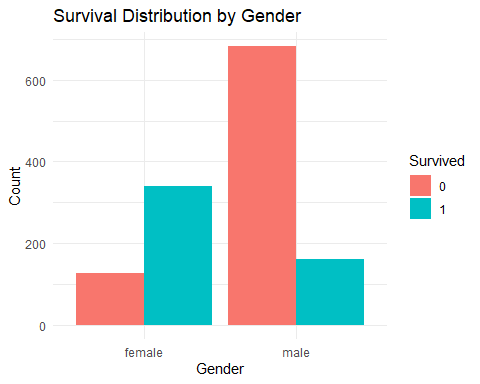 Survival Distribution by Gender
Count
600
400
200
0
female
male
Gender
Survived
0
1